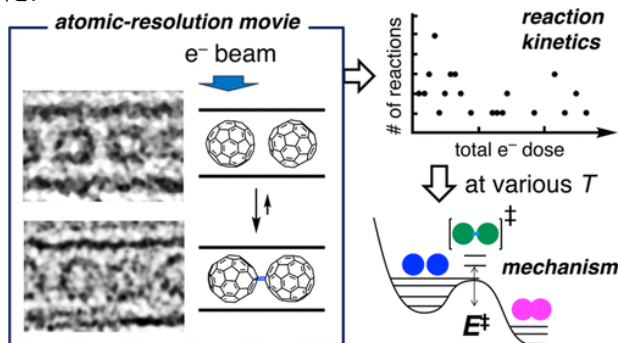 atomic-resolution movie
e⁻ beam
reaction
kinetics
# of reactions
total e⁻ dose
at various T
‡
mechanism
E‡